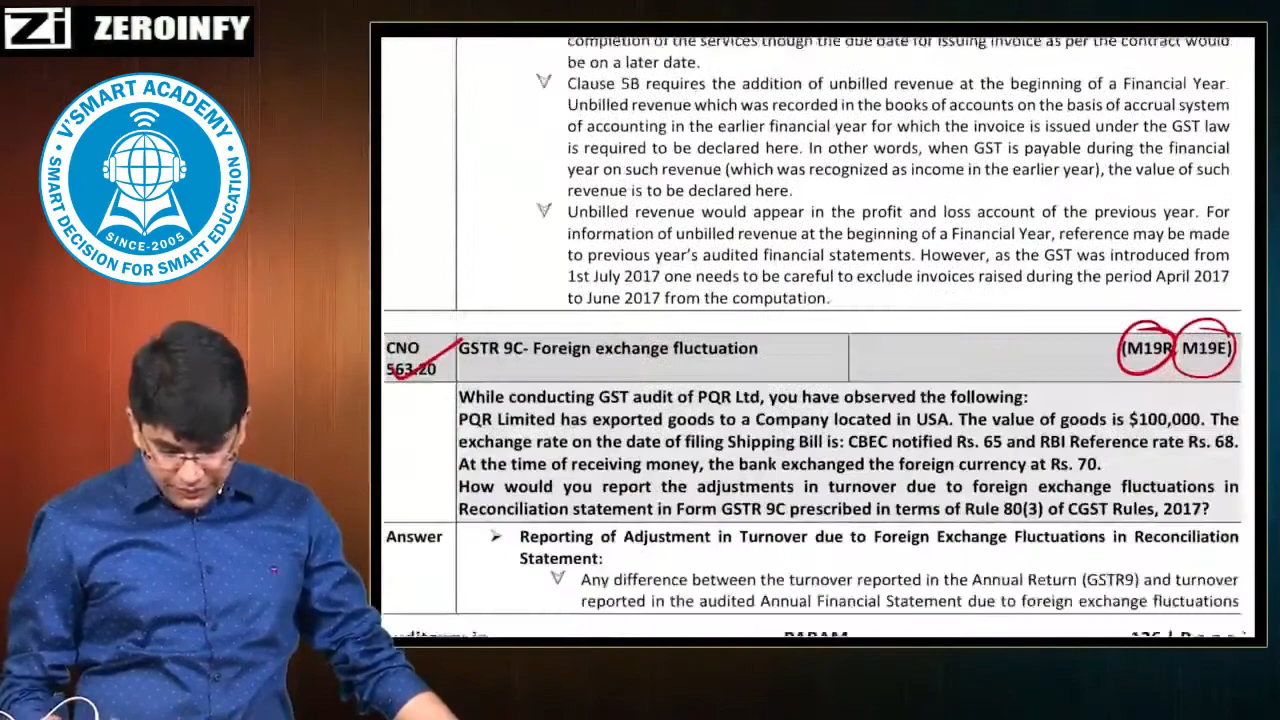 Zi ZEROINFY
V'SMART ACADEMY
SMART DECISION FOR SMART EDUCATION
SINCE-2005
completion of the services though the due date for issuing invoice as per the contract would
be on a later date.
Clause 5B requires the addition of unbilled revenue at the beginning of a Financial Year.
Unbilled revenue which was recorded in the books of accounts on the basis of accrual system
of accounting in the earlier financial year for which the invoice is issued under the GST law
is required to be declared here. In other words, when GST is payable during the financial
year on such revenue (which was recognized as income in the earlier year), the value of such
revenue is to be declared here.
Unbilled revenue would appear in the profit and loss account of the previous year. For
information of unbilled revenue at the beginning of a Financial Year, reference may be made
to previous year's audited financial statements. However, as the GST was introduced from
1st July 2017 one needs to be careful to exclude invoices raised during the period April 2017
to June 2017 from the computation.
CNO GSTR 9C- Foreign exchange fluctuation (M19R M19E)
563.20
While conducting GST audit of PQR Ltd, you have observed the following:
PQR Limited has exported goods to a Company located in USA. The value of goods is $100,000. The
exchange rate on the date of filing Shipping Bill is: CBEC notified Rs. 65 and RBI Reference rate Rs. 68.
At the time of receiving money, the bank exchanged the foreign currency at Rs. 70.
How would you report the adjustments in turnover due to foreign exchange fluctuations in
Reconciliation statement in Form GSTR 9C prescribed in terms of Rule 80(3) of CGST Rules, 2017?
Answer Reporting of Adjustment in Turnover due to Foreign Exchange Fluctuations in Reconciliation
Statement:
Any difference between the turnover reported in the Annual Return (GSTR9) and turnover
reported in the audited Annual Financial Statement due to foreign exchange fluctuations